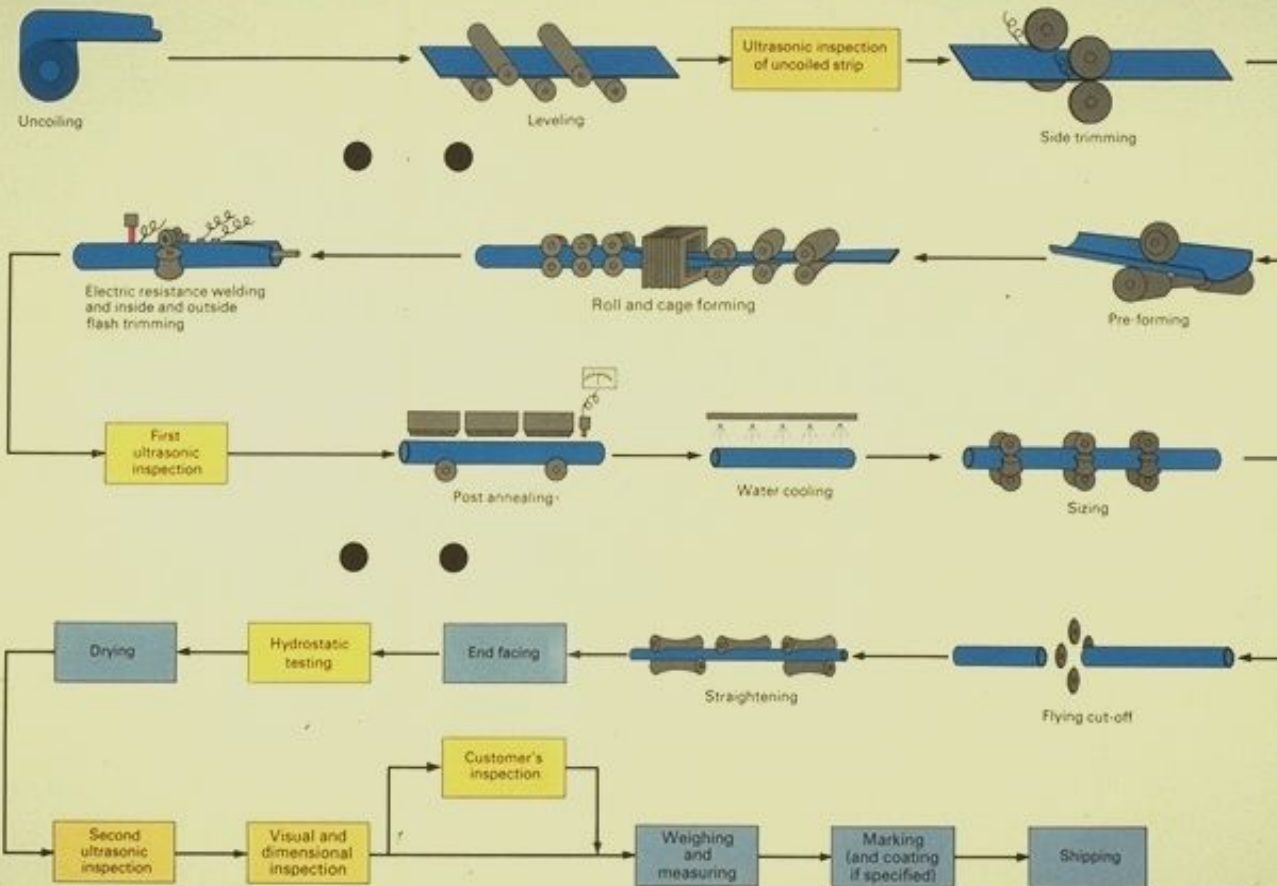 Uncoiling
Leveling
Ultrasonic inspection
of uncoiled strip
Side trimming
Pre-forming
Roll and cage forming
Electric resistance welding
and inside and outside
flash trimming
First
ultrasonic
inspection
Post annealing
Water cooling
Sizing
Flying cut-off
Straightening
End facing
Hydrostatic
testing
Drying
Second
ultrasonic
inspection
Visual and
dimensional
inspection
Customer's
inspection
Weighing
and
measuring
Marking
(and coating
if specified)
Shipping